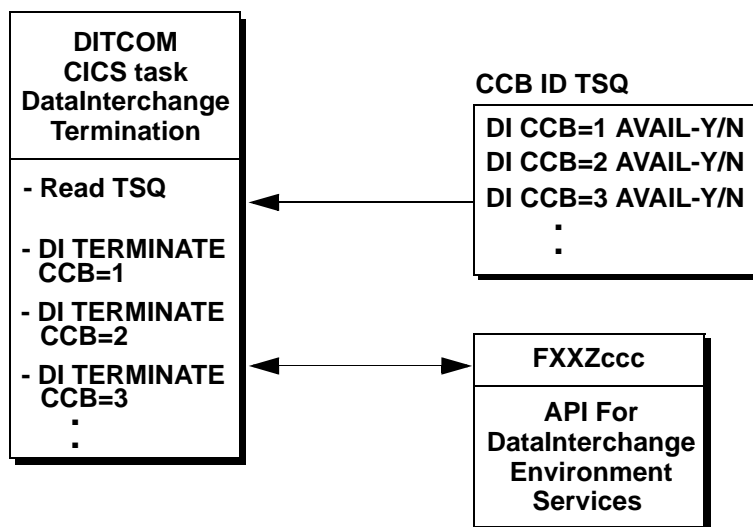 DITCOM
CICS task
DataInterchange
Termination
- Read TSQ
- DI TERMINATE
CCB=1
- DI TERMINATE
CCB=2
- DI TERMINATE
CCB=3
.
.
CCB ID TSQ
DI CCB=1 AVAIL-Y/N
DI CCB=2 AVAIL-Y/N
DI CCB=3 AVAIL-Y/N
.
.
FXXZccc
API For
DataInterchange
Environment
Services